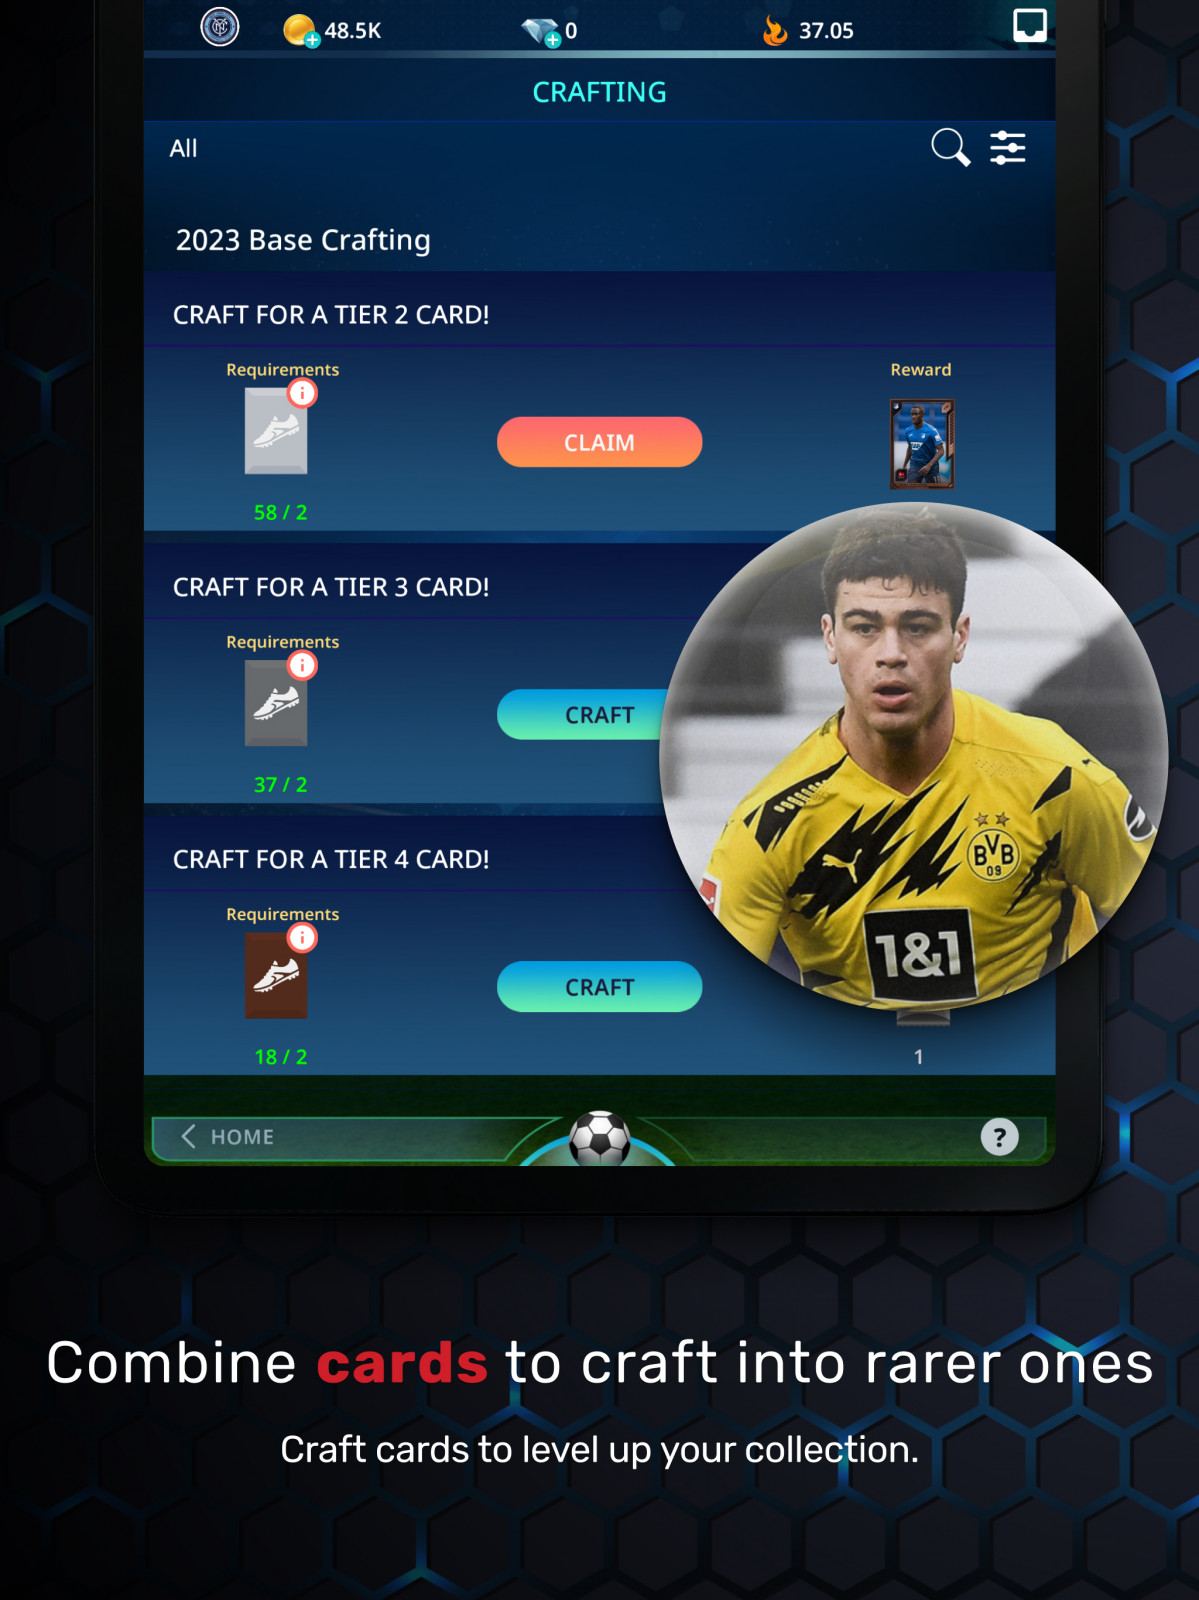 48.5K
0
37.05
CRAFTING
All
2023 Base Crafting
CRAFT FOR A TIER 2 CARD!
Requirements
Reward
i
CLAIM
58 / 2
CRAFT FOR A TIER 3 CARD!
Requirements
i
CRAFT
37 / 2
CRAFT FOR A TIER 4 CARD!
Requirements
i
CRAFT
18 / 2
1
BVB
09
1&1
HOME
?
Combine cards to craft into rarer ones
Craft cards to level up your collection.